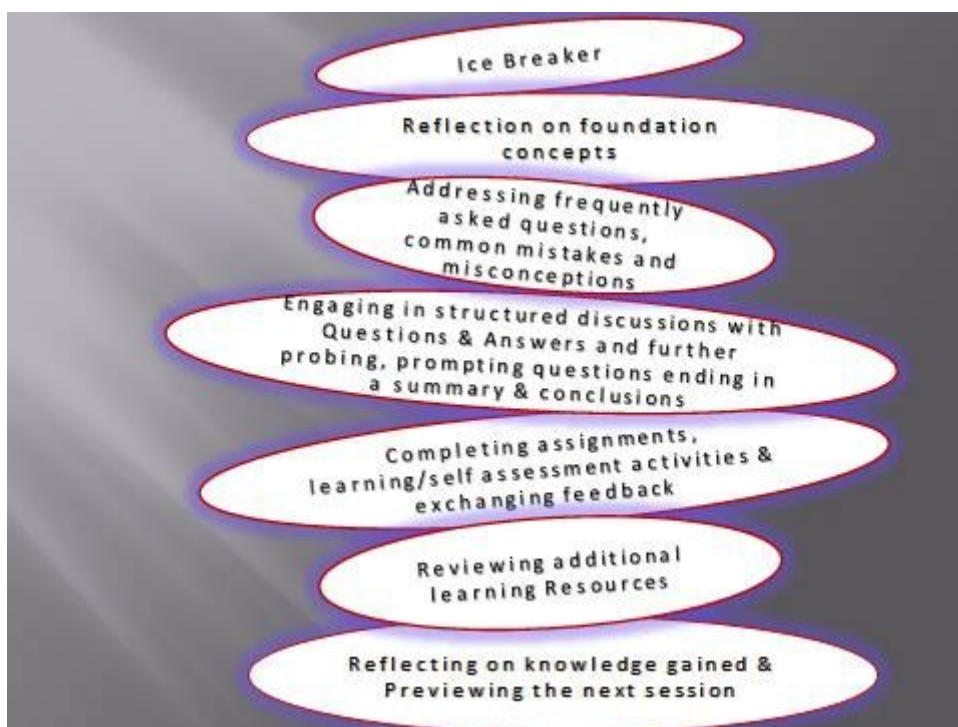 Ice Breaker
Reflection on foundation
concepts
Addressing frequently
asked questions,
common mistakes and
misconceptions
Engaging in structured discussions with
Questions & Answers and further
probing, prompting questions ending in
a summary & conclusions
Completing assignments,
learning/self assessment activities &
exchanging feedback
Reviewing additional
learning Resources
Reflecting on knowledge gained &
Previewing the next session